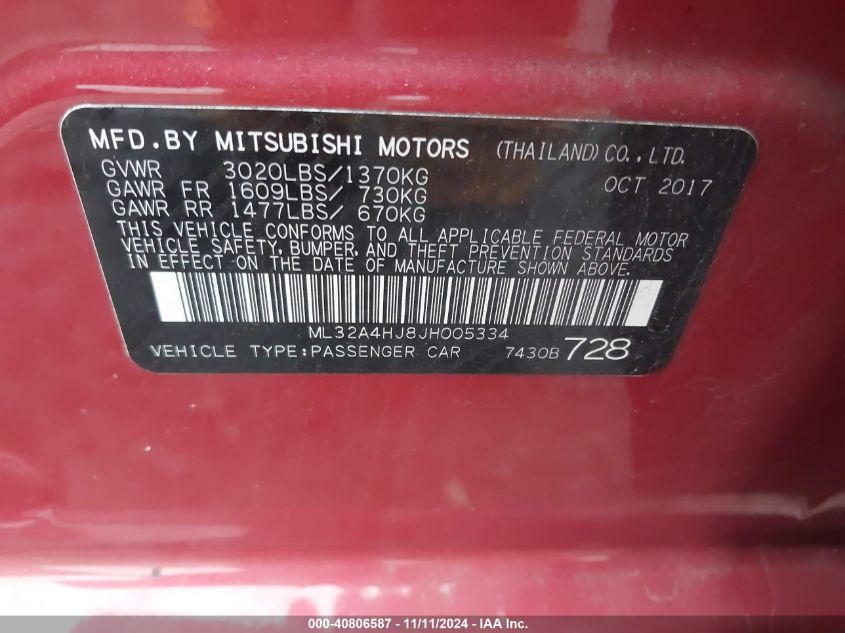 MFD.BY MITSUBISHI MOTORS (THAILAND) CO., LTD.
GVWR 3020LBS/1370KG OCT 2017
GAWR FR 1609LBS/ 730KG
GAWR RR 1477LBS/ 670KG
THIS VEHICLE CONFORMS TO ALL APPLICABLE FEDERAL MOTOR
VEHICLE SAFETY, BUMPER, AND THEFT PREVENTION STANDARDS
IN EFFECT ON THE DATE OF MANUFACTURE SHOWN ABOVE.
ML32A4HJ8JH005334
VEHICLE TYPE:PASSENGER CAR 7430B 728
000-40806587 - 11/11/2024 - IAA Inc.